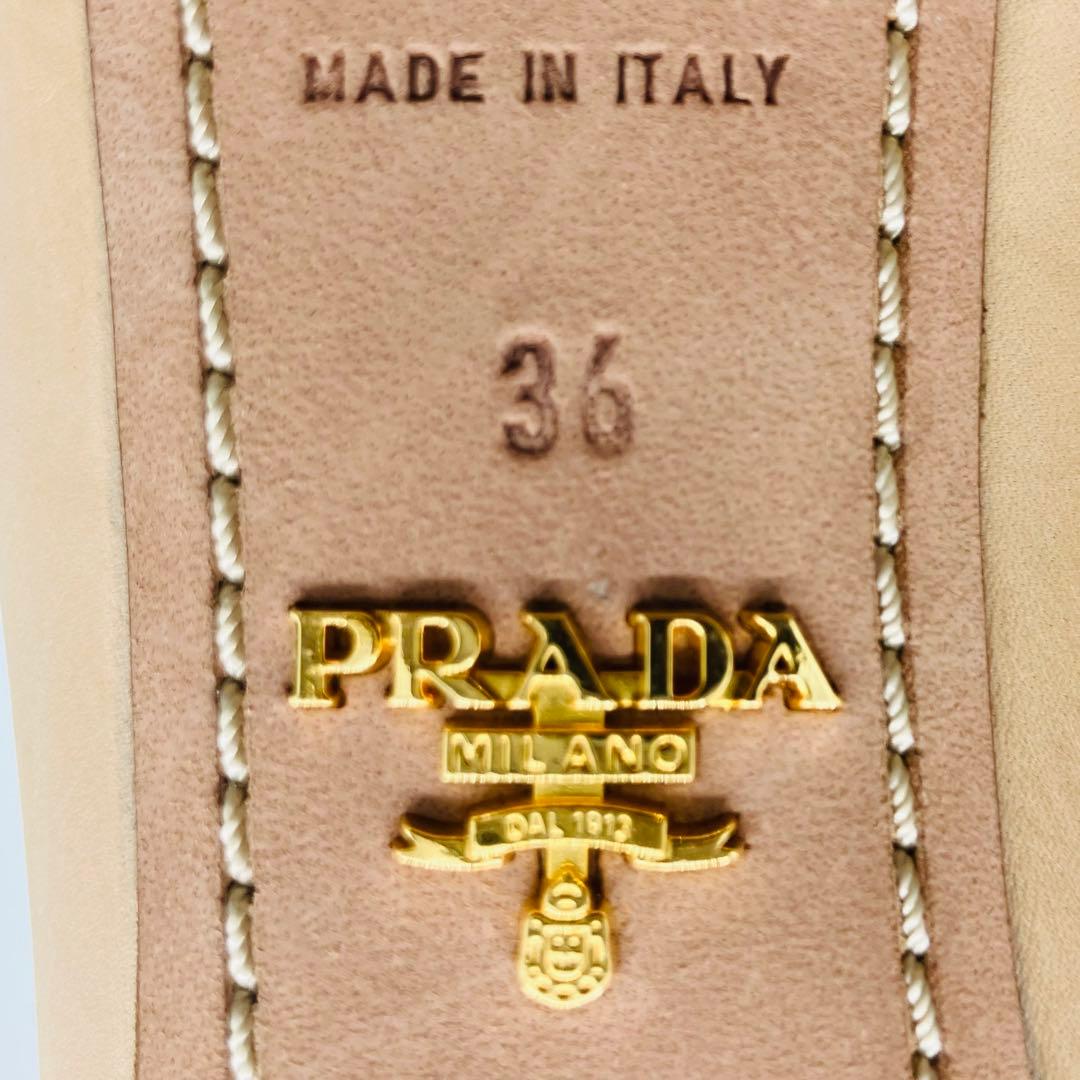 MADE IN ITALY
36
PRADA
MILANO
DAL 1913